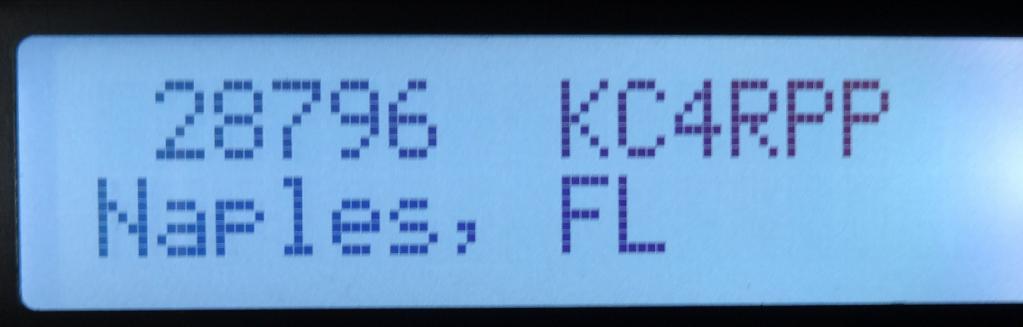 28796 KC4RPP
Naples, FL